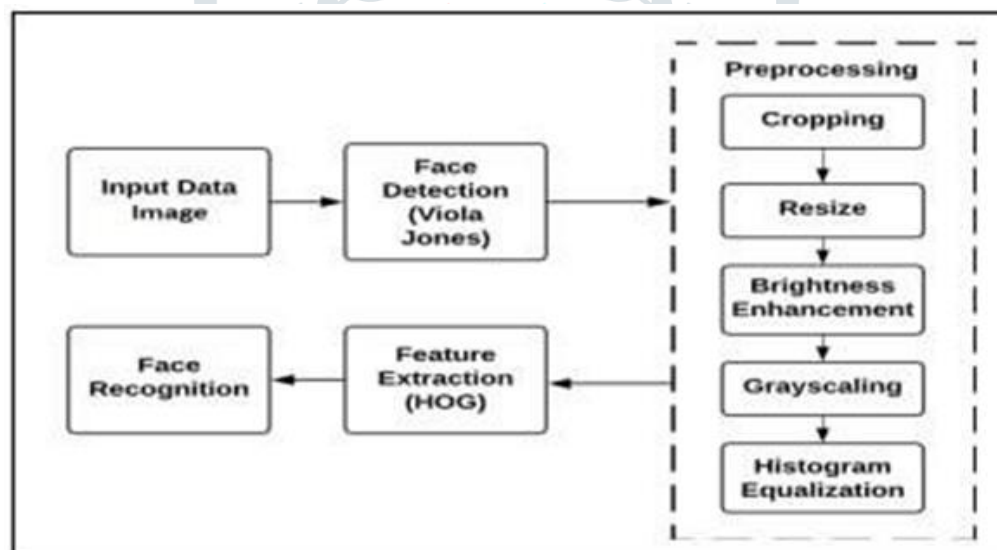 Input Data
Image
Face
Detection
(Viola
Jones)
Preprocessing
Cropping
Resize
Brightness
Enhancement
Grayscaling
Histogram
Equalization
Feature
Extraction
(HOG)
Face
Recognition